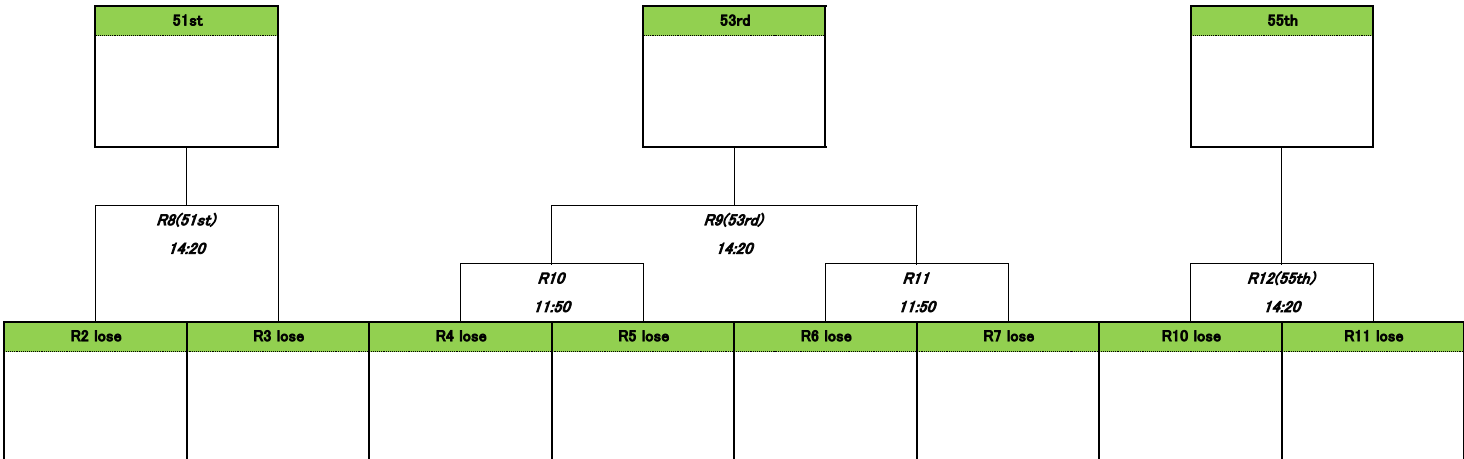 51st
53rd
55th
R8(51st)
14:20
R9(53rd)
14:20
R10
11:50
R11
11:50
R12(55th)
14:20
R2 lose
R3 lose
R4 lose
R5 lose
R6 lose
R7 lose
R10 lose
R11 lose